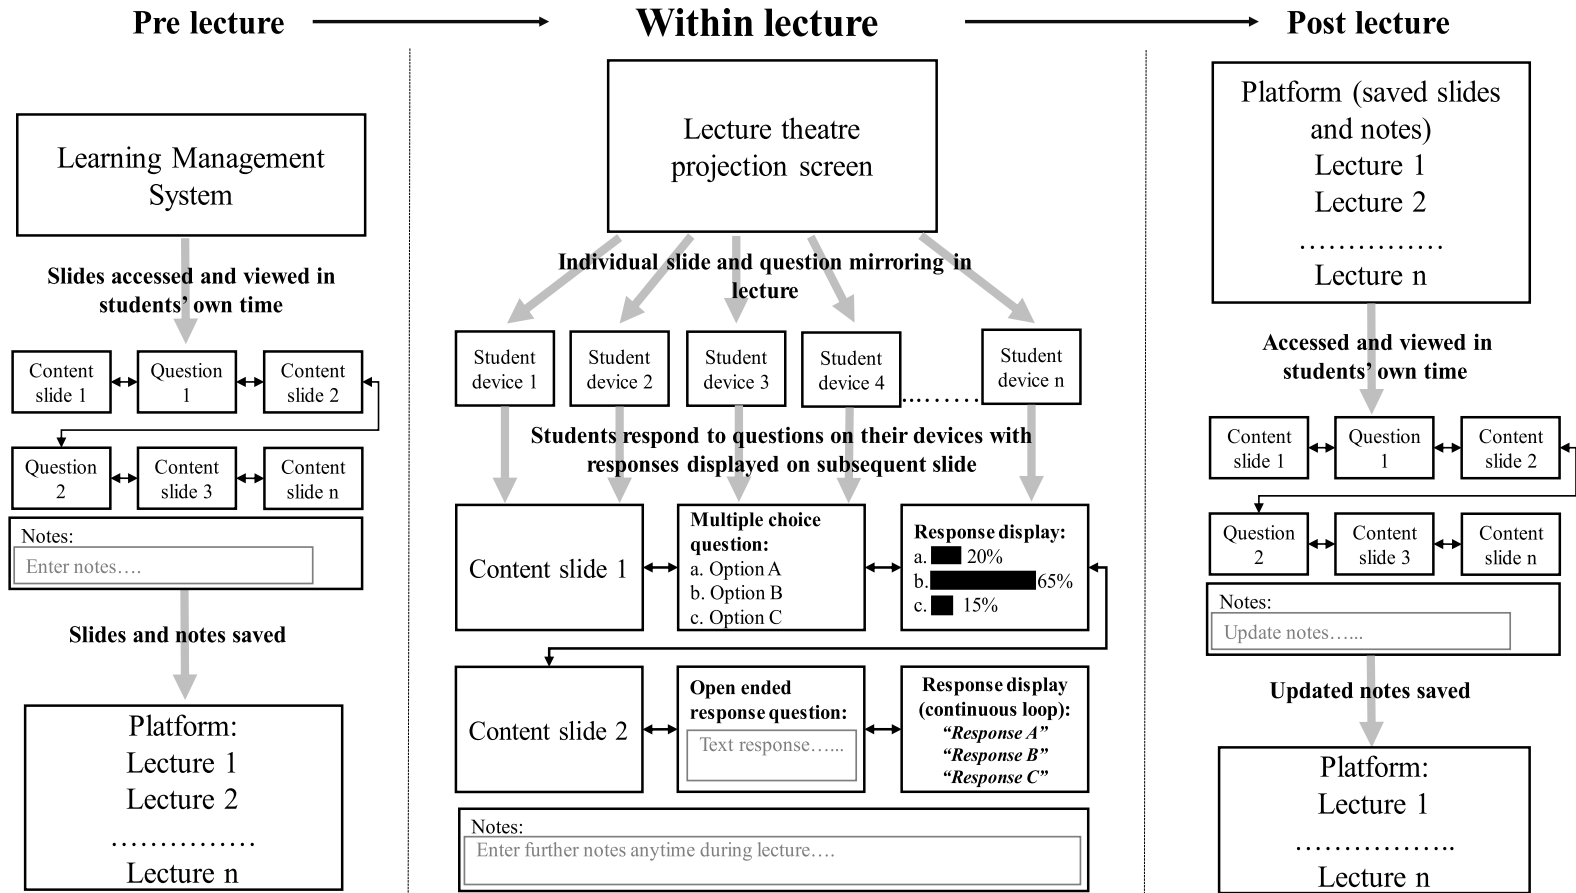 Pre lecture
Within lecture
Post lecture
Learning Management
System
Slides accessed and viewed in
students' own time
Content
slide 1
Question
1
Content
slide 2
Question
2
Content
slide 3
Content
slide n
Notes:
Enter notes….
Slides and notes saved
Platform:
Lecture 1
Lecture 2
……………
Lecture n
Lecture theatre
projection screen
Individual slide and question mirroring in
lecture
Student
device 1
Student
device 2
Student
device 3
Student
device 4
………
Student
device n
Students respond to questions on their devices with
responses displayed on subsequent slide
Content slide 1
Multiple choice
question:
a. Option A
b. Option B
c. Option C
Response display:
a. 20%
b. 65%
c. 15%
Content slide 2
Open ended
response question:
Text response…...
Response display
(continuous loop):
“Response A”
“Response B”
“Response C”
Notes:
Enter further notes anytime during lecture….
Platform (saved slides
and notes)
Lecture 1
Lecture 2
……………
Lecture n
Accessed and viewed in
students' own time
Content
slide 1
Question
1
Content
slide 2
Question
2
Content
slide 3
Content
slide n
Notes:
Update notes…...
Updated notes saved
Platform:
Lecture 1
……………..
Lecture n